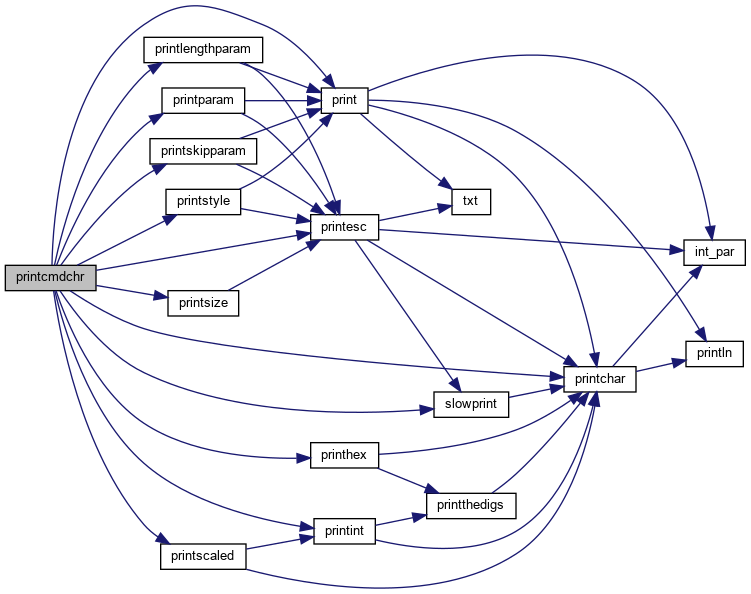 printlengthparam
printparam
print
printskipparam
printstyle
txt
printesc
int_par
printcmdchr
printsize
println
printchar
slowprint
printhex
printthedigs
printint
printscaled